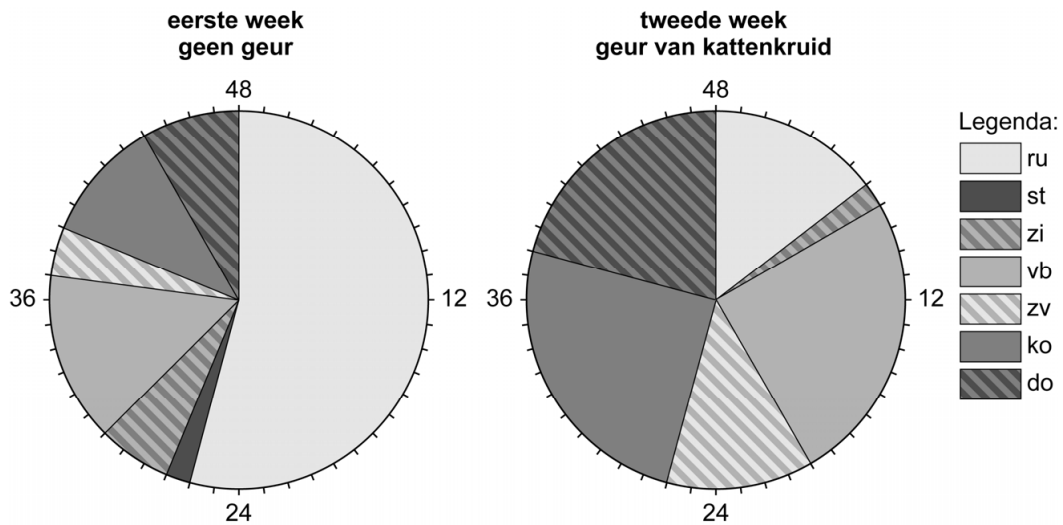 eerste week
geen geur
48
36
12
24
tweede week
geur van kattenkruid
48
36
12
24
Legenda:
ru
st
zi
vb
zv
ko
do